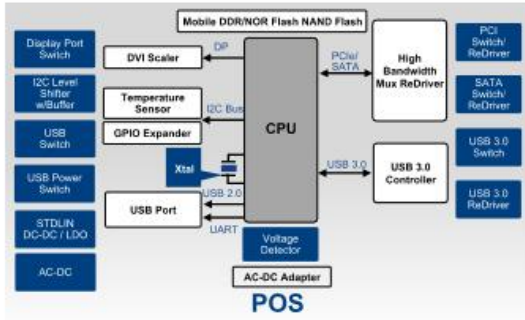 Mobile DDR/NOR Flash NAND Flash
Display Port
Switch
I2C Level
Shifter
w/Buffer
USB
Switch
USB Power
Switch
STDLIN
DC-DC / LDO
AC-DC
DVI Scaler
Temperature
Sensor
GPIO Expander
Xtal
USB Port
DP
I2C Bus
USB 2.0
UART
CPU
Voltage
Detector
AC-DC Adapter
PCIe/
SATA
USB 3.0
High
Bandwidth
Mux ReDriver
USB 3.0
Controller
PCI
Switch/
ReDriver
SATA
Switch/
ReDriver
USB 3.0
Switch
USB 3.0
ReDriver
POS